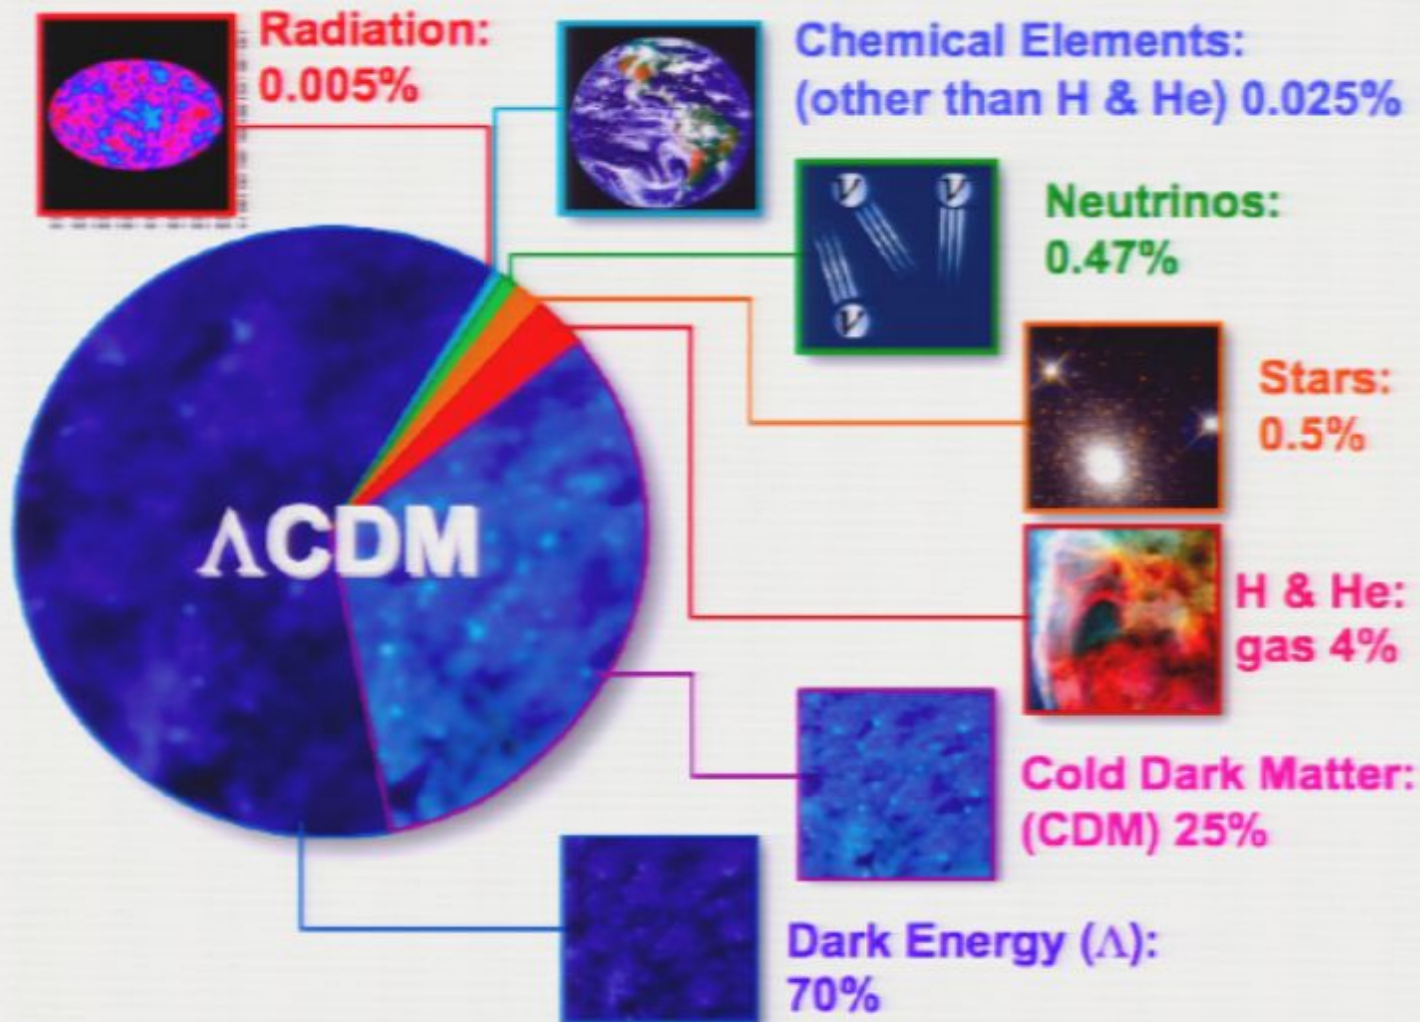 Radiation:
0.005%
Chemical Elements:
(other than H & He) 0.025%
ν
ν
ν
Neutrinos:
0.47%
Stars:
0.5%
ΛCDM
H & He:
gas 4%
Cold Dark Matter:
(CDM) 25%
Dark Energy (Λ):
70%